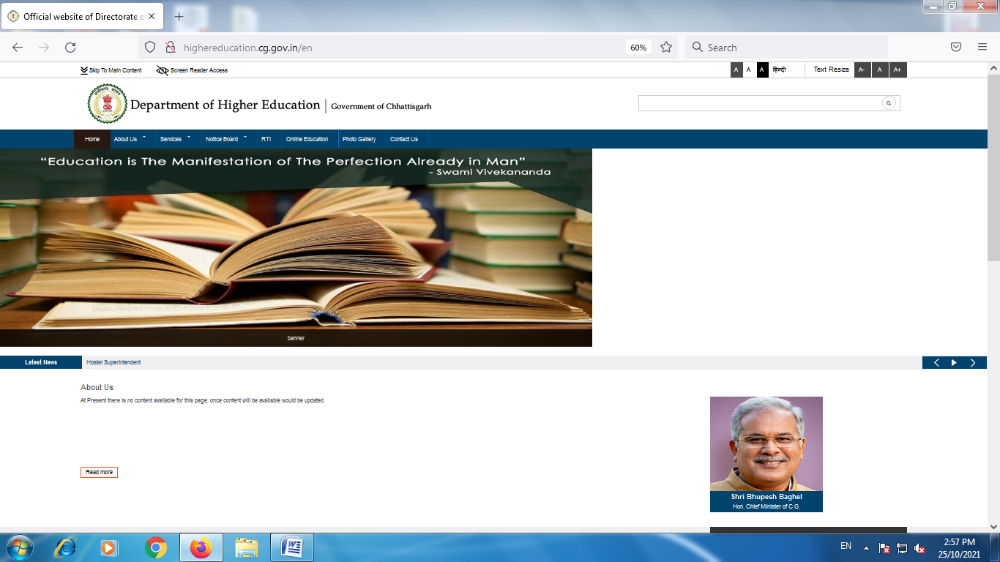 Official website of Directorate o
highereducation.cg.gov.in/en
60%
Search
Skip To Main Content
Screen Reader Access
A
A
A
हिन्दी
Text Resize
A-
A
A+
Department of Higher Education | Government of Chhattisgarh
Home
About Us
Services
Notice Board
RTI
Online Education
Photo Gallery
Contact Us
“Education is The Manifestation of The Perfection Already in Man”
- Swami Vivekananda
banner
Latest News
Hostel Superintendent
About Us
At Present there is no content available for this page, once content will be available would be updated.
Read more
Shri Bhupesh Baghel
Hon. Chief Minister of C.G.
EN
2:57 PM
25/10/2021